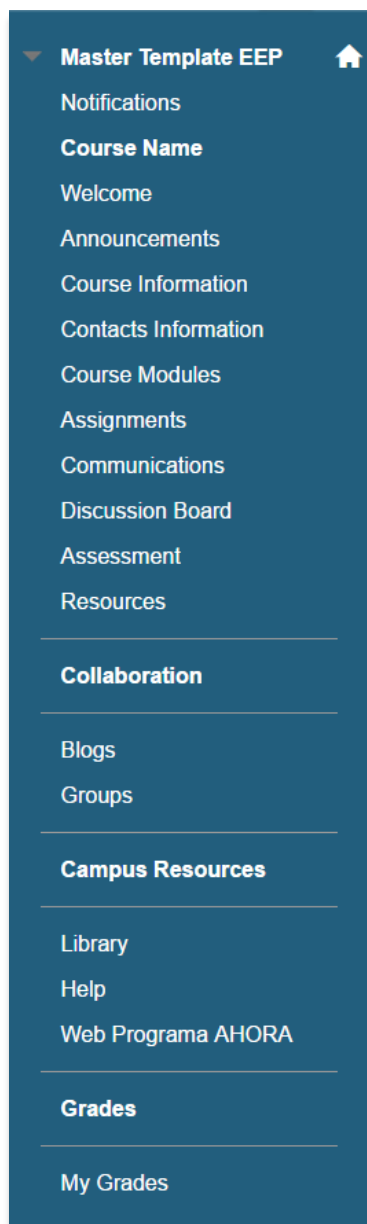 Master Template EEP
Notifications
Course Name
Welcome
Announcements
Course Information
Contacts Information
Course Modules
Assignments
Communications
Discussion Board
Assessment
Resources
Collaboration
Blogs
Groups
Campus Resources
Library
Help
Web Programa AHORA
Grades
My Grades